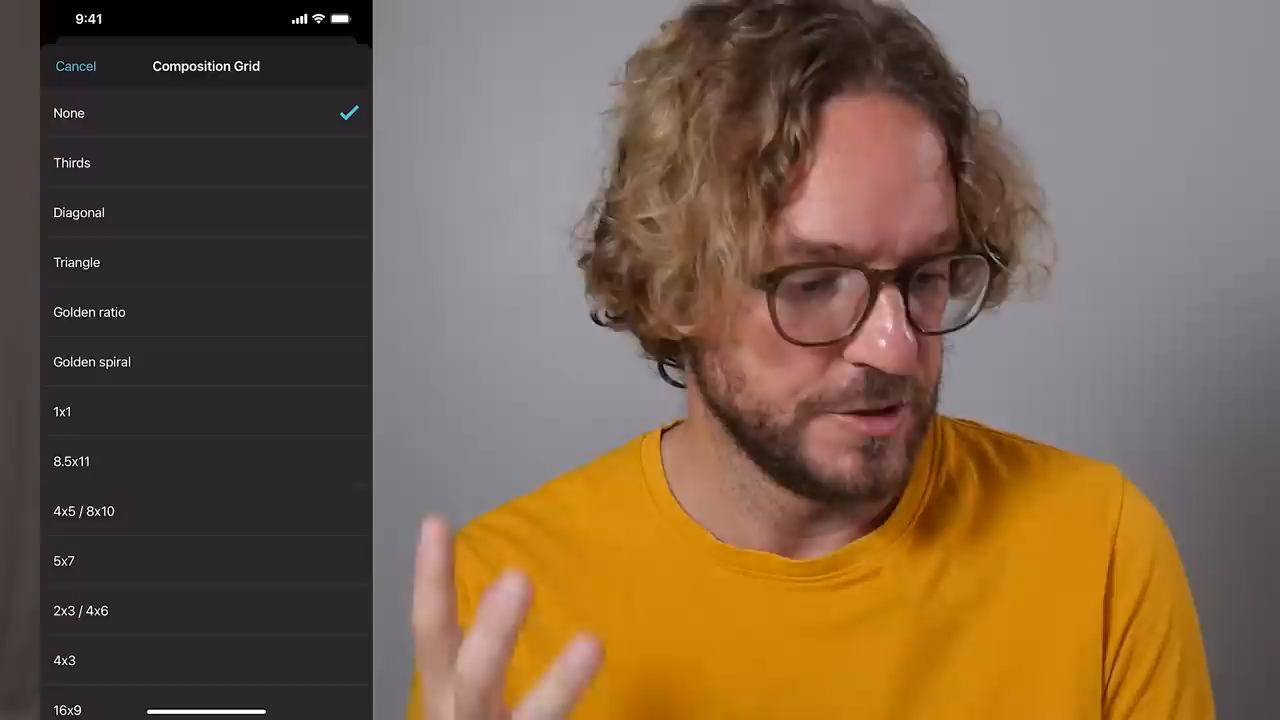 9:41
Cancel
Composition Grid
None
Thirds
Diagonal
Triangle
Golden ratio
Golden spiral
1x1
8.5x11
4x5 / 8x10
5x7
2x3 / 4x6
4x3
16x9